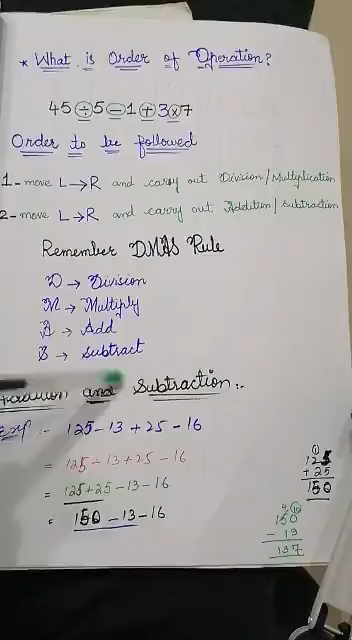 * What is Order of Operation?
45 ÷ 5 - 1 + 3 x 7
Order to be followed
1- move L → R and carry out Division/Multiplication
2- move L → R and carry out Addition/Subtraction
Remember DMAS Rule
D → Division
M → Multiply
A → Add
S → Subtract
and Subtraction :-
:- 125 - 13 + 25 - 16
= 125 - 13 + 25 - 16
= 125 + 25 - 13 - 16
= 150 - 13 - 16
1
125
+ 25
150
150
- 13
137